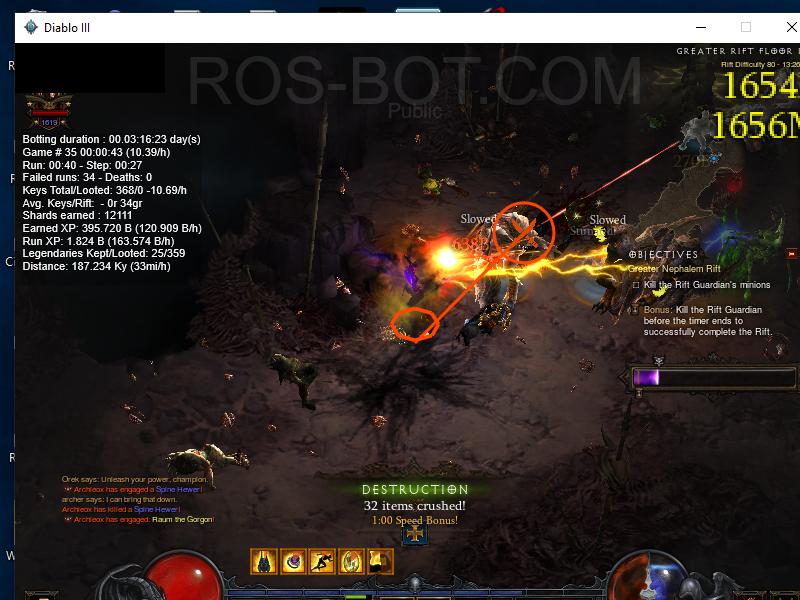 Diablo III
GREATER RIFT FLOOR
Rift Difficulty 80 - 13:26
ROS-BOT.COM
Public
1654
1656
1619
Botting duration : 00.03:16:23 day(s)
Game # 35 00:00:43 (10.39/h)
Run: 00:40 - Step: 00:27
Failed runs: 34 - Deaths: 0
Keys Total/Looted: 368/0 -10.69/h
Avg. Keys/Rift: - 0r 34gr
Shards earned : 12111
Earned XP: 395.720 B (120.909 B/h)
Run XP: 1.824 B (163.574 B/h)
Legendaries Kept/Looted: 25/359
Distance: 187.234 Ky (33mi/h)
Slowed
Slowed
Stunned!
OBJECTIVES
Greater Nephalem Rift
Kill the Rift Guardian's minions
Bonus: Kill the Rift Guardian
before the timer ends to
successfully complete the Rift.
Orek says: Unleash your power, champion.
Archieox has engaged a Spine Hewer!
archer says: I can bring that down.
Archieox has killed a Spine Hewer!
Archieox has engaged: Raum the Gorgon!
DESTRUCTION
32 items crushed!
1:00 Speed Bonus!